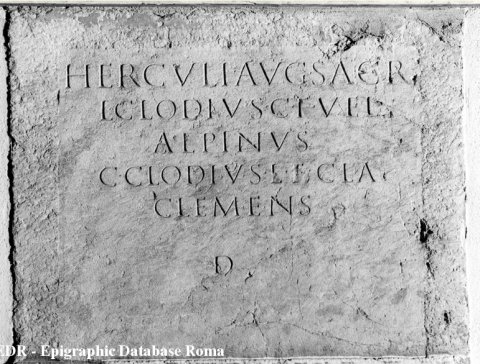 HERCVLI AVG SACR
L CLODIVS C F VEL
ALPINVS
C CLODIVS L F CLA
CLEMENS
D
EDR - Epigraphic Database Roma